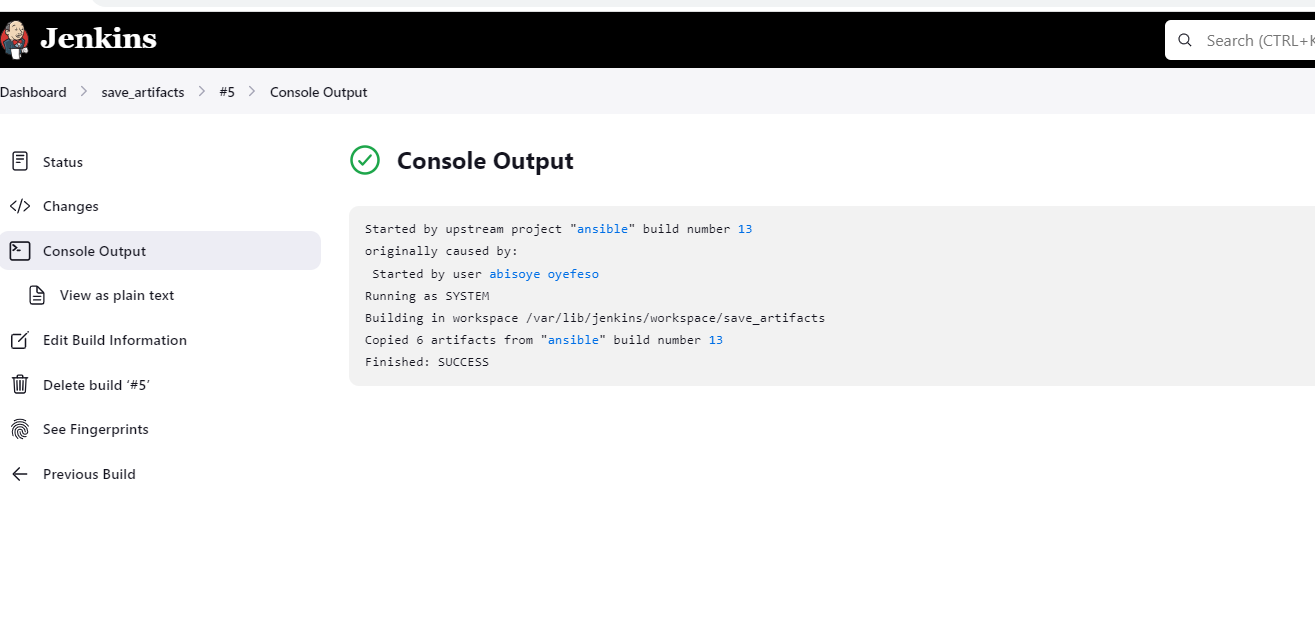 Jenkins
Search (CTRL+K
Dashboard > save_artifacts > #5 > Console Output
Status
Changes
Console Output
View as plain text
Edit Build Information
Delete build ‘#5’
See Fingerprints
Previous Build
Console Output
Started by upstream project "ansible" build number 13
originally caused by:
Started by user abisoye oyefeso
Running as SYSTEM
Building in workspace /var/lib/jenkins/workspace/save_artifacts
Copied 6 artifacts from "ansible" build number 13
Finished: SUCCESS